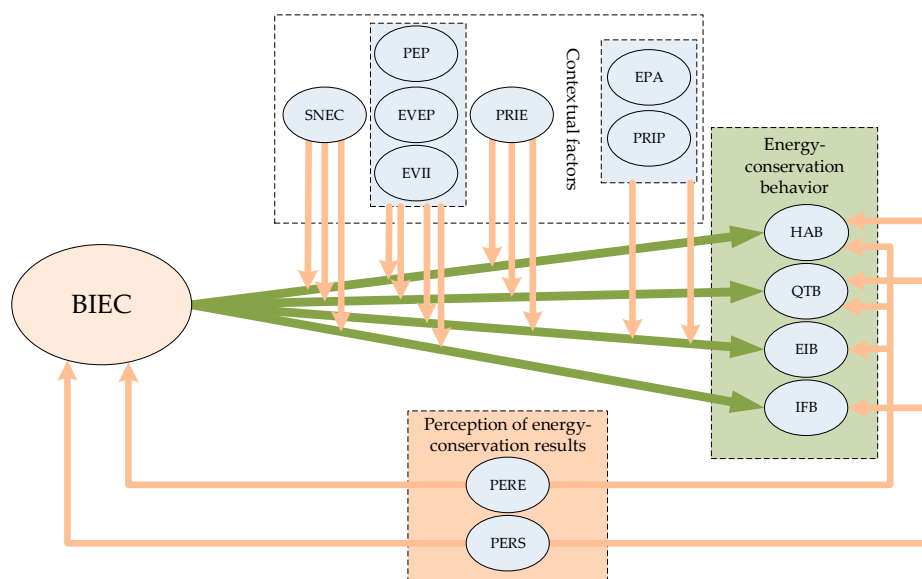 PEP
SNEC
EVEP
EVII
PRIE
Contextual factors
EPA
PRIP
Energy-
conservation
behavior
HAB
QTB
EIB
IFB
BIEC
Perception of energy-
conservation results
PERE
PERS